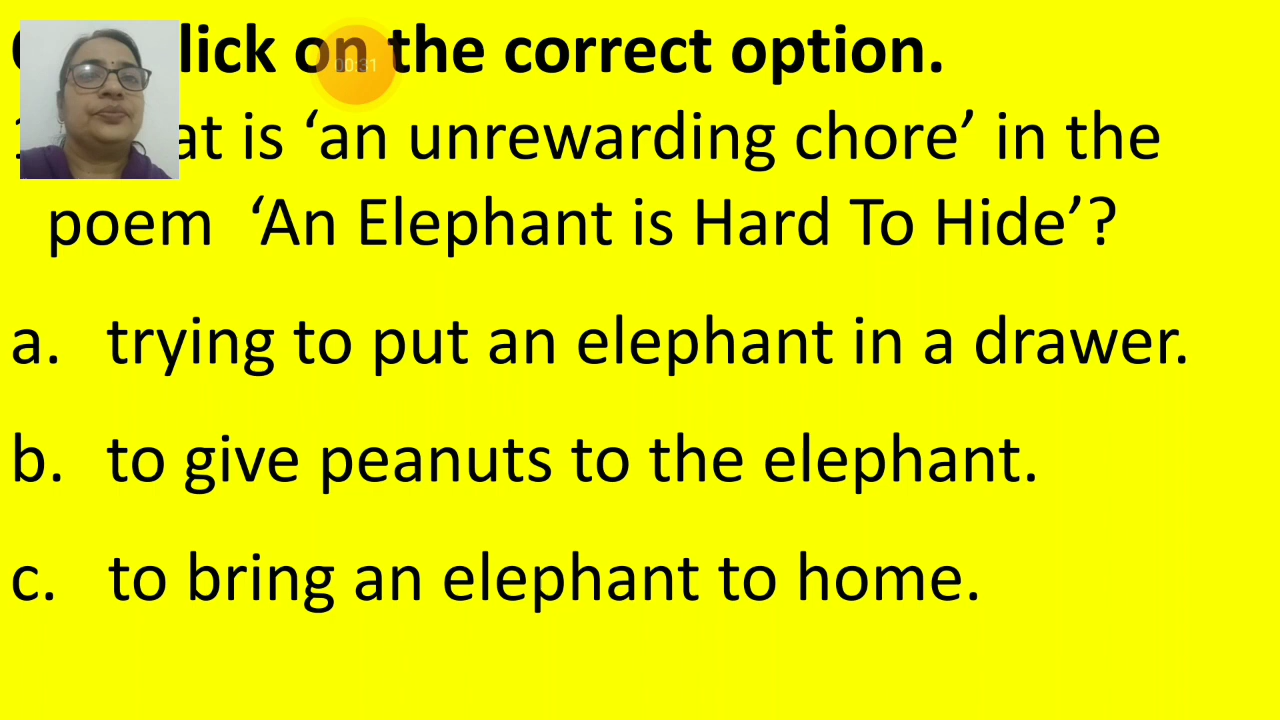 lick on the correct option.
00:31
at is ‘an unrewarding chore’ in the
poem ‘An Elephant is Hard To Hide’?
a. trying to put an elephant in a drawer.
b. to give peanuts to the elephant.
c. to bring an elephant to home.